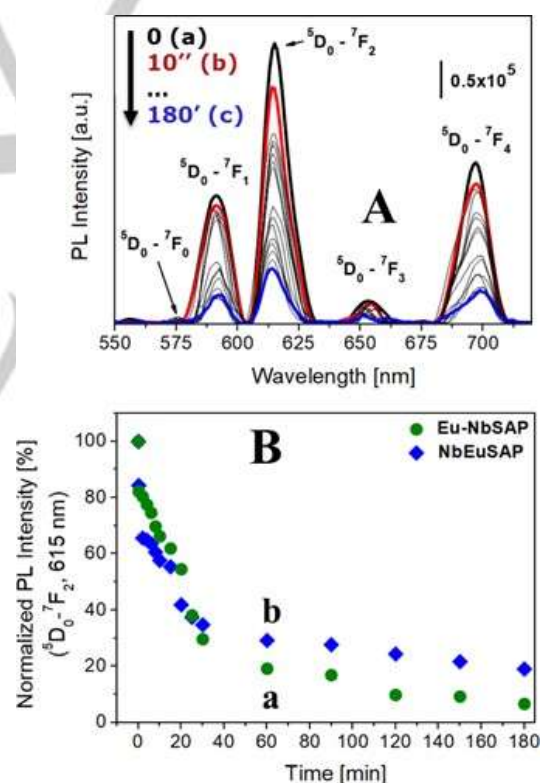 0 (a)
10'' (b)
...
180' (c)
⁵D₀ - ⁷F₂
0.5x10⁵
⁵D₀ - ⁷F₁
⁵D₀ - ⁷F₄
⁵D₀ - ⁷F₀
A
⁵D₀ - ⁷F₃
PL Intensity [a.u.]
550 575 600 625 650 675 700
Wavelength [nm]
B
Eu-NbSAP
NbEuSAP
Normalized PL Intensity [%]
(⁵D₀-⁷F₂, 615 nm)
100
80
60
40
20
0
b
a
0 20 40 60 80 100 120 140 160 180
Time [min]